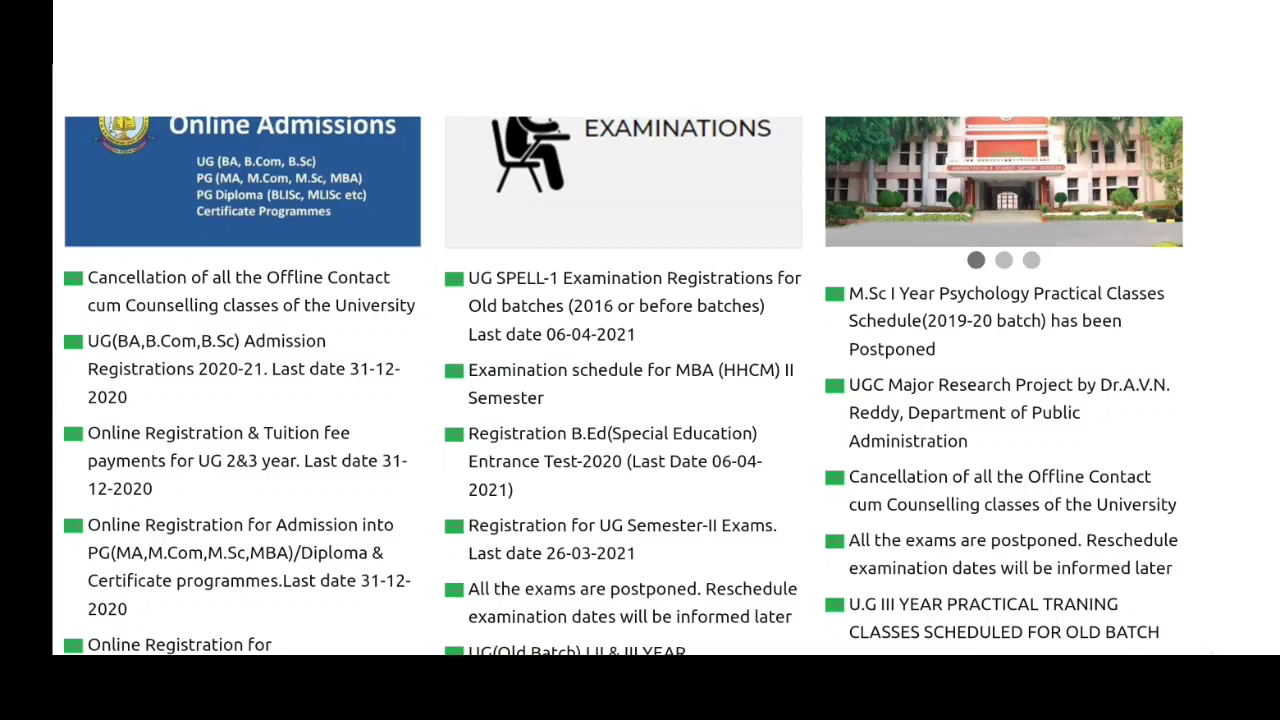 Online Admissions
UG (BA, B.Com, B.Sc)
PG (MA, M.Com, M.Sc, MBA)
PG Diploma (BLISc, MLISc etc)
Certificate Programmes
Cancellation of all the Offline Contact
cum Counselling classes of the University
UG(BA,B.Com,B.Sc) Admission
Registrations 2020-21. Last date 31-12-
2020
Online Registration & Tuition fee
payments for UG 2&3 year. Last date 31-
12-2020
Online Registration for Admission into
PG(MA,M.Com,M.Sc,MBA)/Diploma &
Certificate programmes.Last date 31-12-
2020
Online Registration for
EXAMINATIONS
UG SPELL-1 Examination Registrations for
Old batches (2016 or before batches)
Last date 06-04-2021
Examination schedule for MBA (HHCM) II
Semester
Registration B.Ed(Special Education)
Entrance Test-2020 (Last Date 06-04-
2021)
Registration for UG Semester-II Exams.
Last date 26-03-2021
All the exams are postponed. Reschedule
examination dates will be informed later
UG(Old Batch) I,II & III YEAR
M.Sc I Year Psychology Practical Classes
Schedule(2019-20 batch) has been
Postponed
UGC Major Research Project by Dr.A.V.N.
Reddy, Department of Public
Administration
Cancellation of all the Offline Contact
cum Counselling classes of the University
All the exams are postponed. Reschedule
examination dates will be informed later
U.G III YEAR PRACTICAL TRANING
CLASSES SCHEDULED FOR OLD BATCH